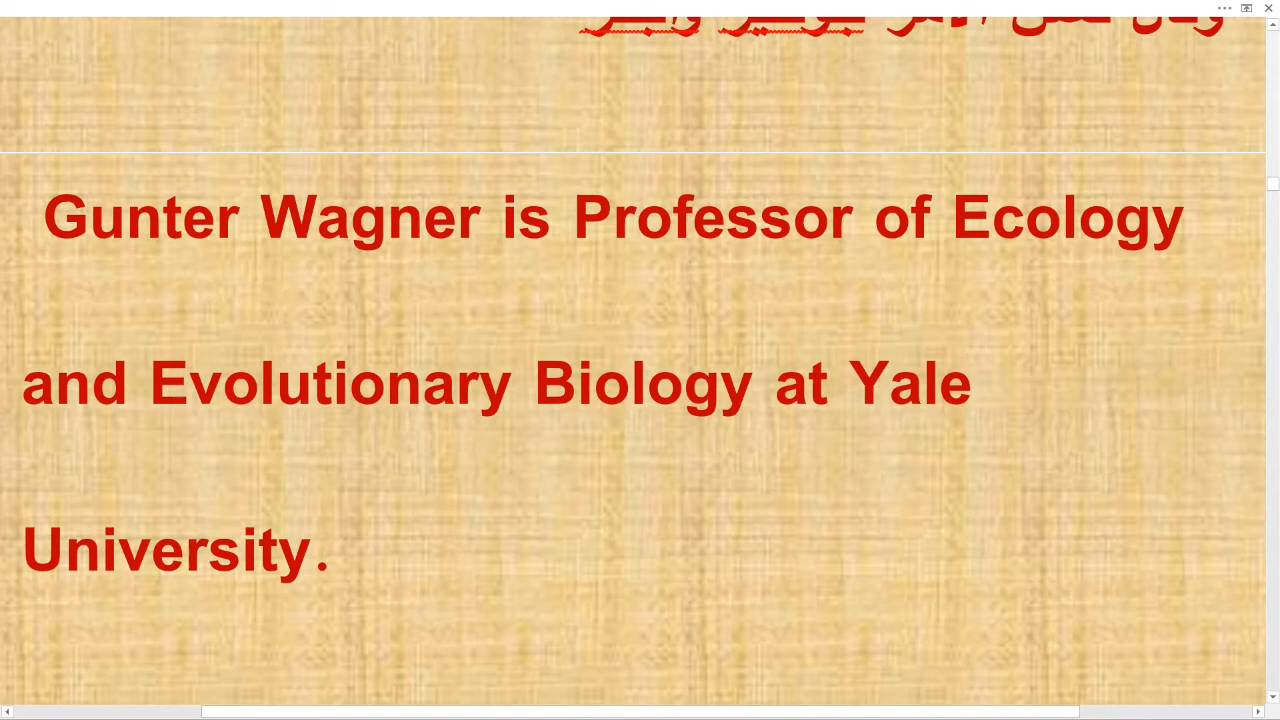 Gunter Wagner is Professor of Ecology
and Evolutionary Biology at Yale
University.